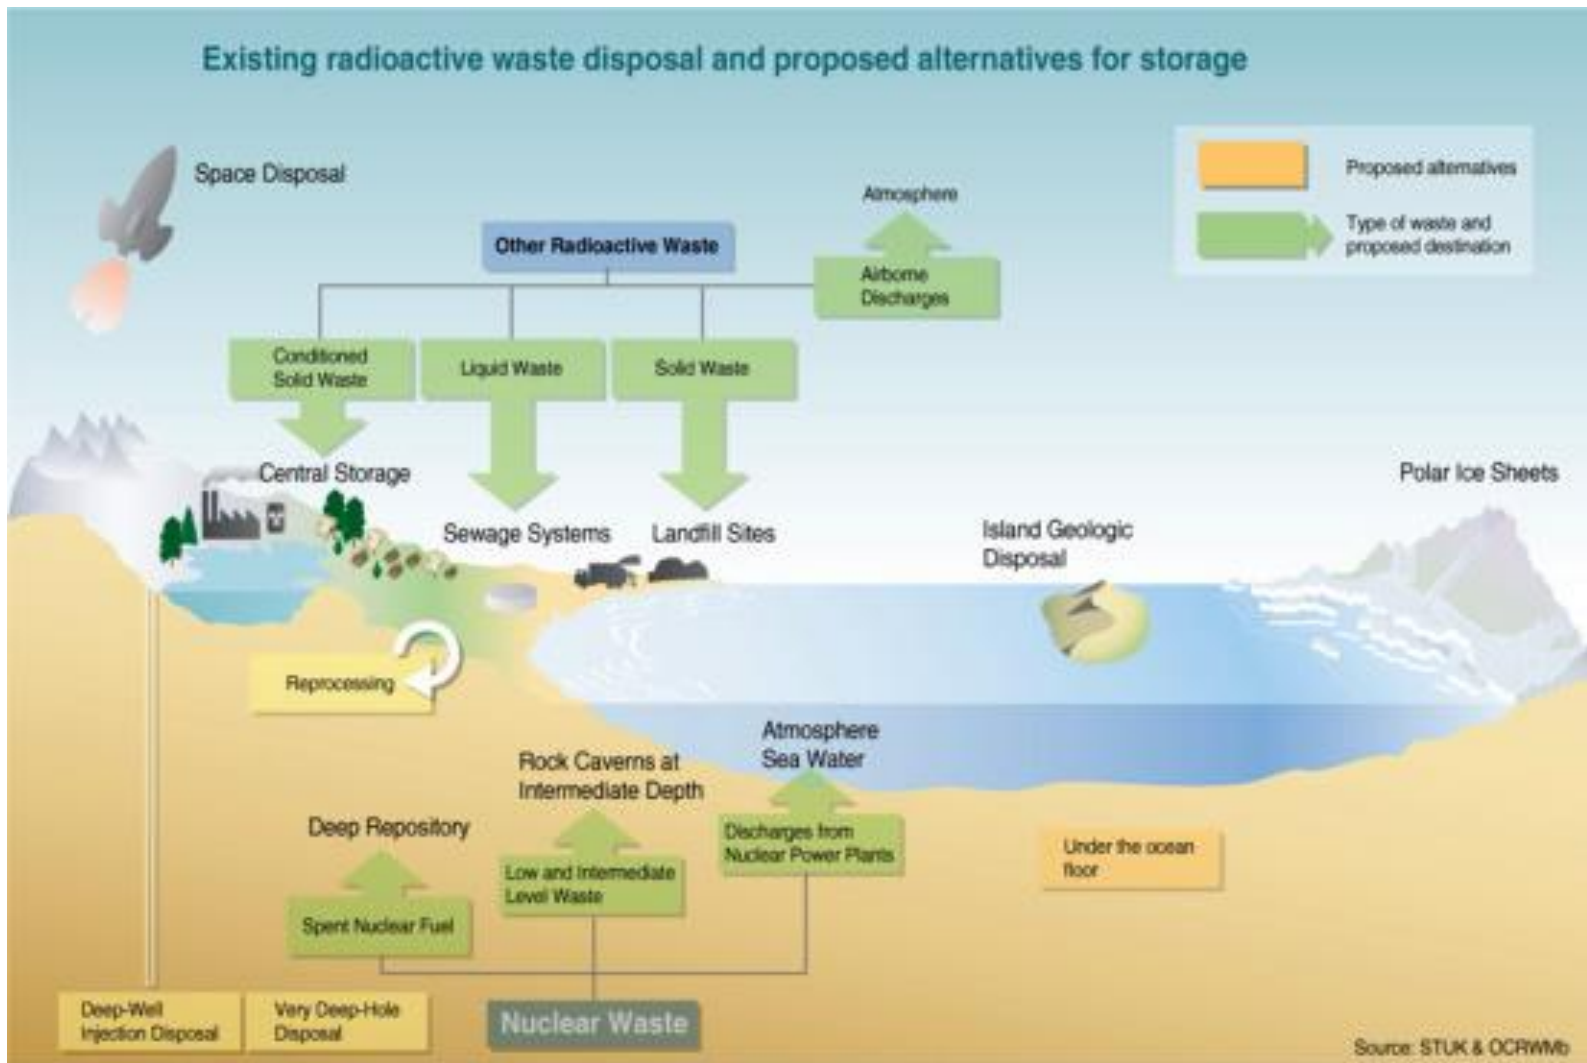 Existing radioactive waste disposal and proposed alternatives for storage
Space Disposal
Proposed alternatives
Type of waste and
proposed destination
Atmosphere
Airborne
Discharges
Other Radioactive Waste
Conditioned
Solid Waste
Liquid Waste
Solid Waste
Central Storage
Sewage Systems
Landfill Sites
Island Geologic
Disposal
Polar Ice Sheets
Reprocessing
Atmosphere
Sea Water
Rock Caverns at
Intermediate Depth
Deep Repository
Discharges from
Nuclear Power Plants
Under the ocean
floor
Low and Intermediate
Level Waste
Spent Nuclear Fuel
Deep-Well
Injection Disposal
Very Deep-Hole
Disposal
Nuclear Waste
Source: STUK & OCRWMb